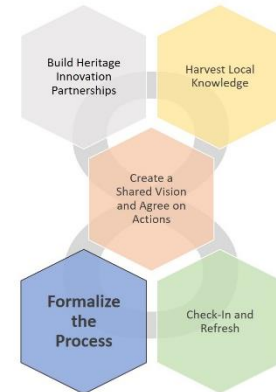 Build Heritage
Innovation
Partnerships
Harvest Local
Knowledge
Create a
Shared Vision
and Agree on
Actions
Formalize
the
Process
Check-In and
Refresh